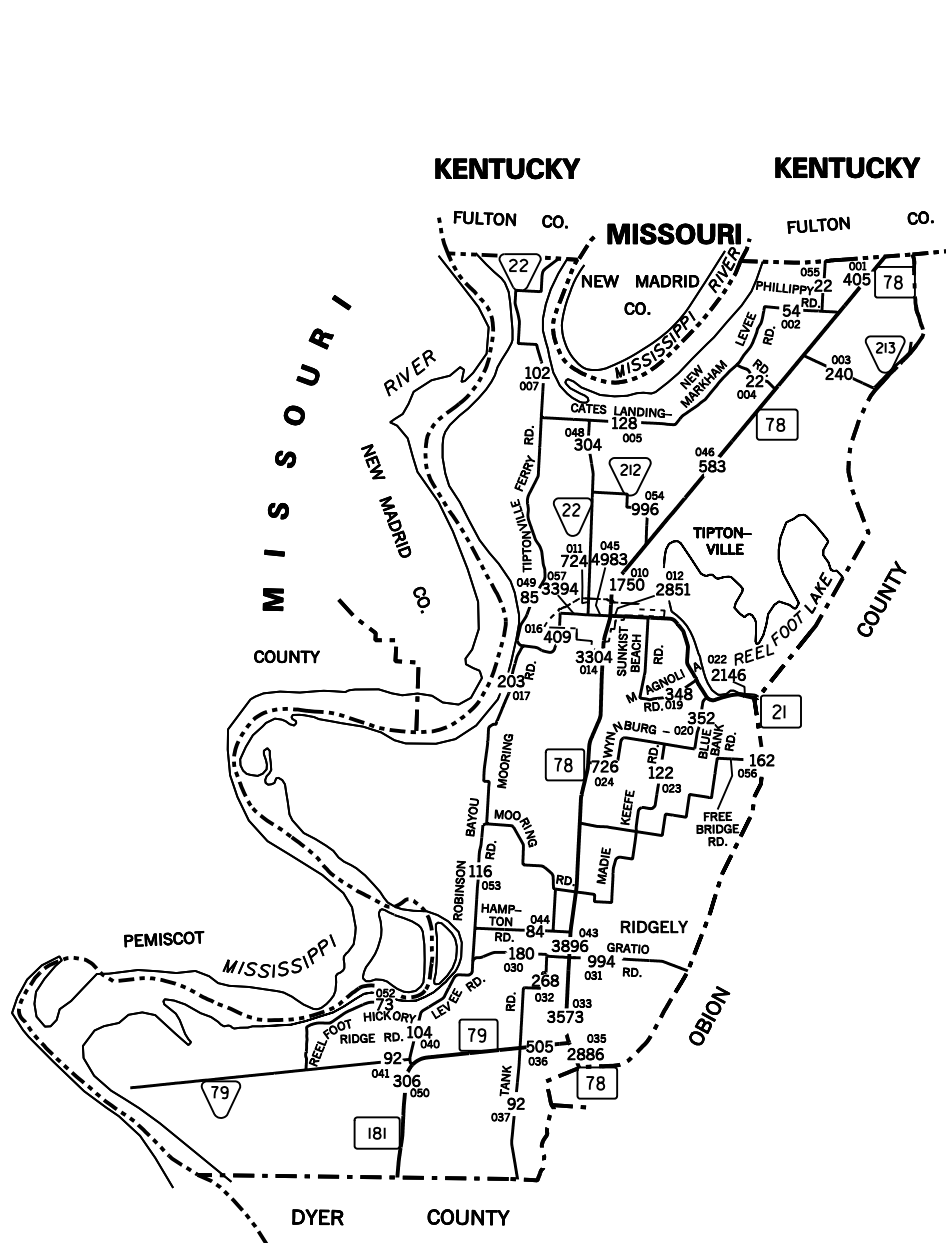 KENTUCKY
KENTUCKY
FULTON CO.
MISSOURI
FULTON CO.
22
NEW MADRID
CO.
MISSISSIPPI RIVER
055
22
PHILLIPPY
RD.
001
405
78
54
002
LEVEE
RD.
213
003
240
MISSOURI
RIVER
102
007
NEW
MARKHAM
RD.
22
004
CATES LANDING
128
005
78
048
304
RD.
NEW MADRID CO.
TIPTONVILLE FERRY
212
046
583
054
996
22
TIPTON-
VILLE
011
724
045
4983
010
1750
012
2851
057
3394
049
85
REELFOOT LAKE
COUNTY
016
409
3304
014
SUNKIST
BEACH
RD.
COUNTY
203
017
RD.
MAGNOLIA
RD.
348
019
022
2146
21
352
WYNNBURG
020
BLUE
BANK
RD.
MOORING
78
726
024
RD.
122
023
162
056
KEEFE
FREE
BRIDGE
RD.
BAYOU
RD.
MOORING
RD.
MADIE
116
053
ROBINSON
HAMP-
TON
RD.
044
84
043
3896
RIDGELY
GRATIO
RD.
994
031
180
030
PEMISCOT
MISSISSIPPI
268
032
RD.
033
3573
OBION
052
73
LEVEE RD.
REEL FOOT
HICKORY
RIDGE RD.
104
040
79
505
036
035
2886
92
041
306
050
78
79
TANK
92
037
181
DYER COUNTY